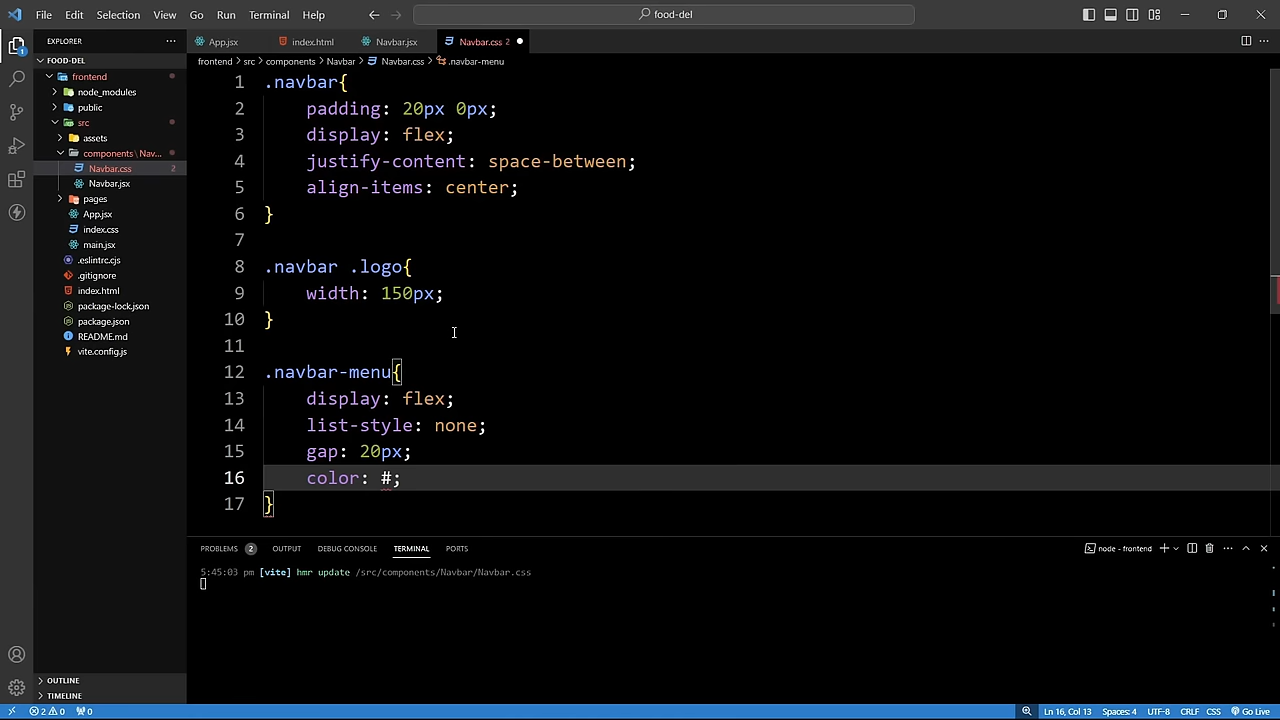 File Edit Selection View Go Run Terminal Help
food-del
EXPLORER
App.jsx
index.html
Navbar.jsx
Navbar.css 2
FOOD-DEL
frontend > src > components > Navbar > Navbar.css > .navbar-menu
frontend
node_modules
public
src
assets
components \ Nav...
Navbar.css 2
Navbar.jsx
pages
App.jsx
index.css
main.jsx
.eslintrc.cjs
.gitignore
index.html
package-lock.json
package.json
README.md
vite.config.js
OUTLINE
TIMELINE
1 .navbar{
2 padding: 20px 0px;
3 display: flex;
4 justify-content: space-between;
5 align-items: center;
6 }
7
8 .navbar .logo{
9 width: 150px;
10 }
11
12 .navbar-menu{
13 display: flex;
14 list-style: none;
15 gap: 20px;
16 color: #;
17 }
PROBLEMS 2 OUTPUT DEBUG CONSOLE TERMINAL PORTS
node - frontend
5:45:03 pm [vite] hmr update /src/components/Navbar/Navbar.css
2 0 0
Ln 16, Col 13 Spaces: 4 UTF-8 CRLF CSS Go Live